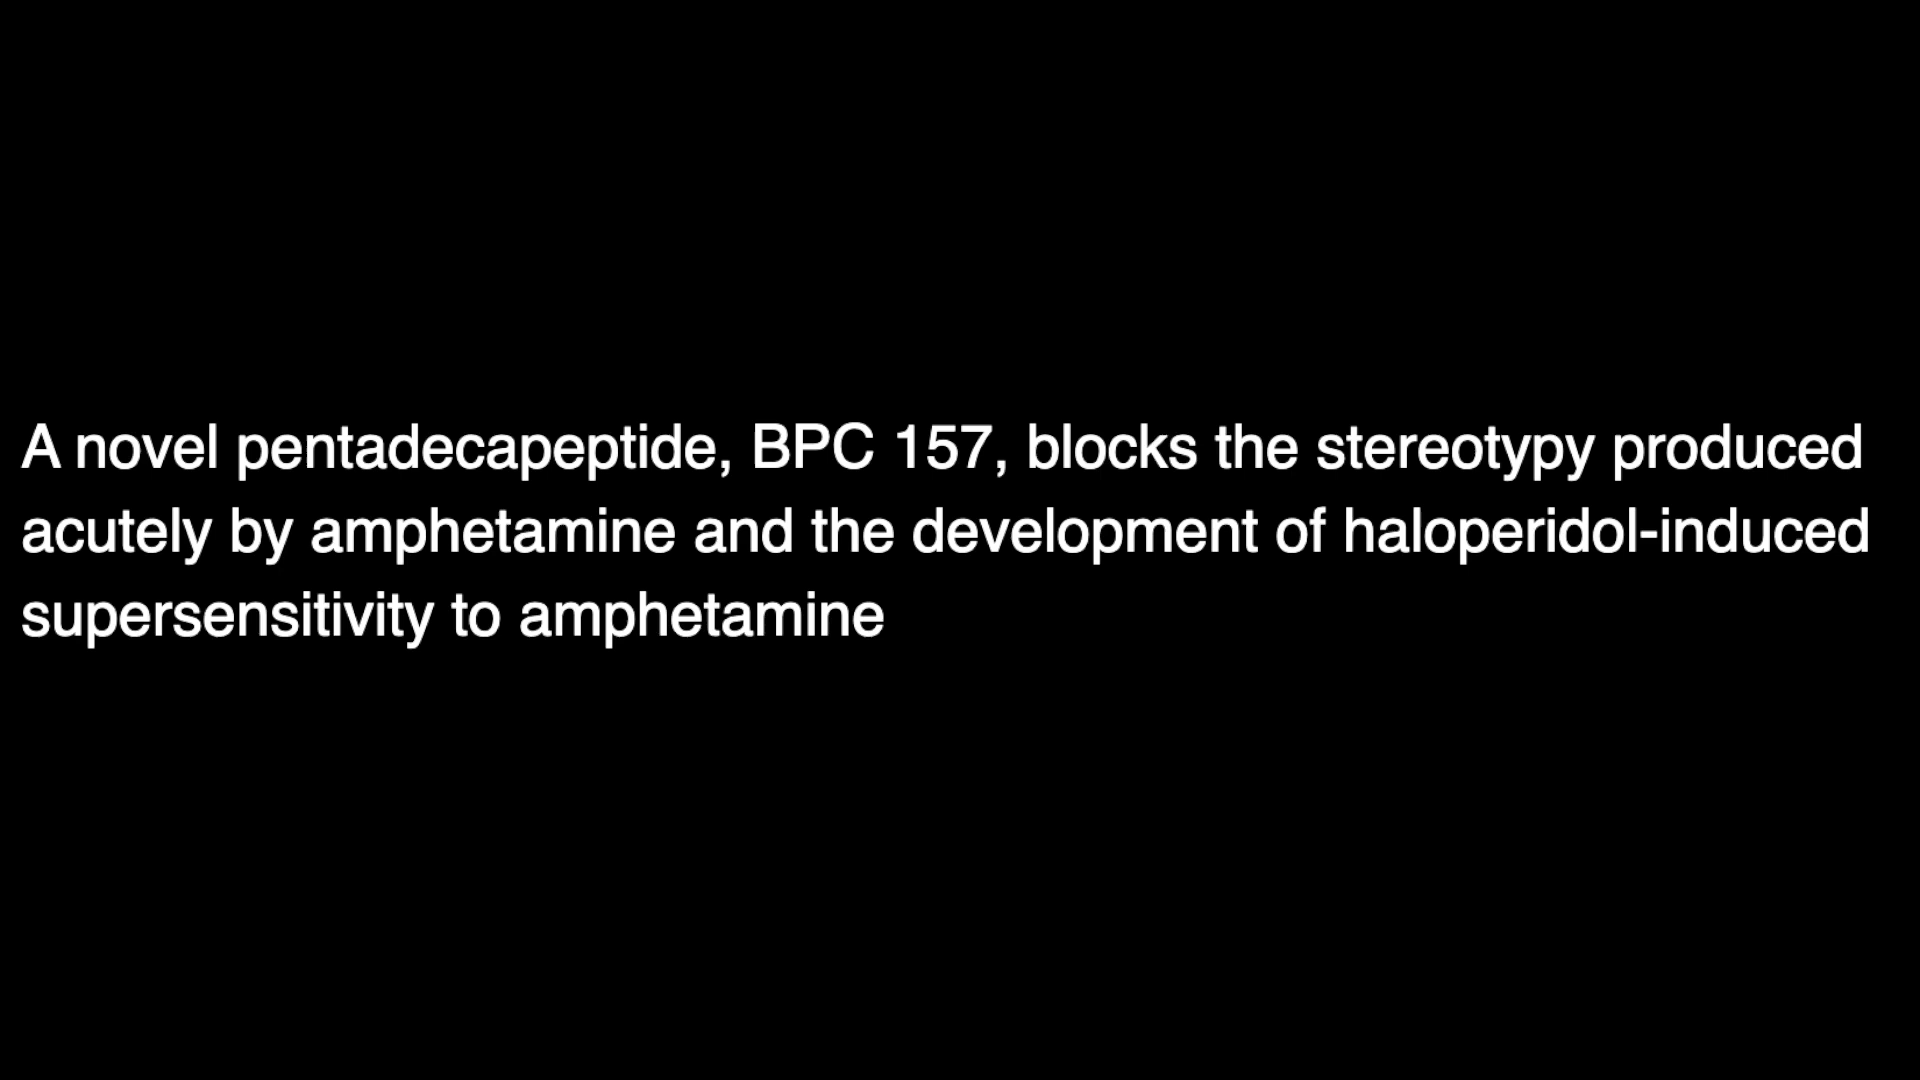 A novel pentadecapeptide, BPC 157, blocks the stereotypy produced
acutely by amphetamine and the development of haloperidol-induced
supersensitivity to amphetamine